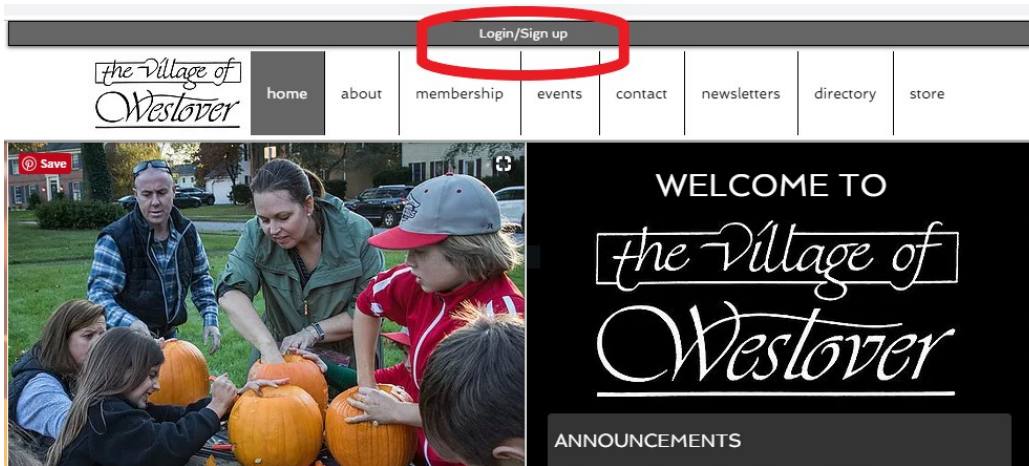 Login/Sign up
the Village of
Westover
home about membership events contact newsletters directory store
Save
WELCOME TO
the Village of
Westover
ANNOUNCEMENTS